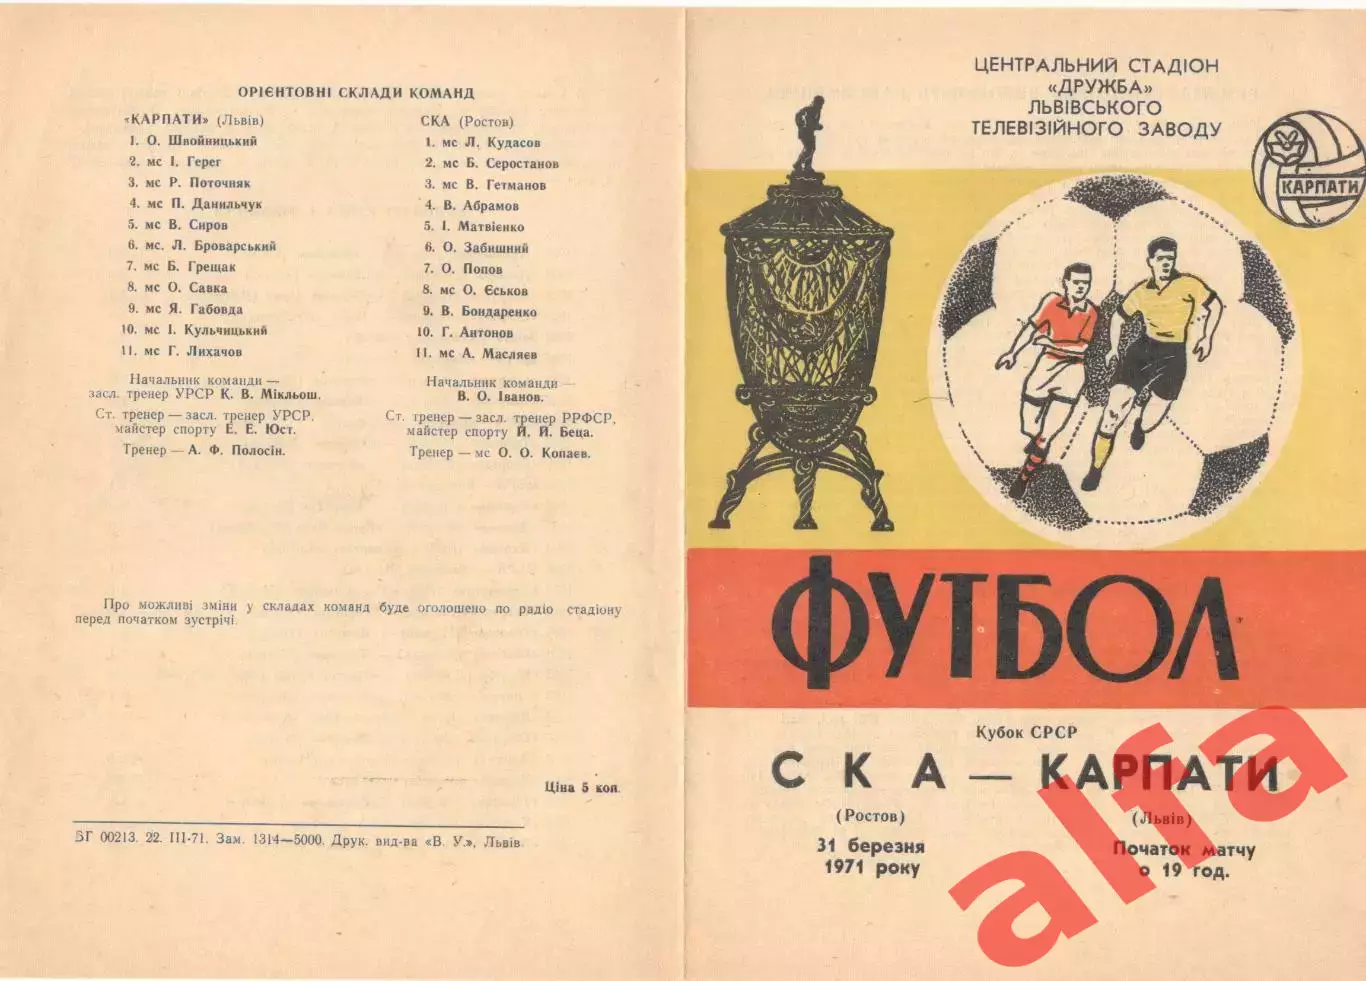 ОРІЄНТОВНІ СКЛАДИ КОМАНД
«КАРПАТИ» (Львів)
1. О. Швойницький
2. мс І. Герег
3. мс Р. Поточняк
4. мс П. Данильчук
5. мс В. Сиров
6. мс. Л. Броварський
7. мс Б. Грещак
8. мс О. Савка
9. мс Я. Габовда
10. мс І. Кульчицький
11. мс Г. Лихачов
Начальник команди —
засл. тренер УРСР К. В. Мікльош.
Ст. тренер — засл. тренер УРСР,
майстер спорту Е. Е. Юст.
Тренер — А. Ф. Полосін.
СКА (Ростов)
1. мс Л. Кудасов
2. мс Б. Серостанов
3. мс В. Гетманов
4. В. Абрамов
5. І. Матвієнко
6. О. Забишний
7. О. Попов
8. мс О. Єськов
9. В. Бондаренко
10. Г. Антонов
11. мс А. Масляєв
Начальник команди —
В. О. Іванов.
Ст. тренер — засл. тренер РРФСР,
майстер спорту Й. Й. Беца.
Тренер — мс О. О. Копаєв.
Про можливі зміни у складах команд буде оголошено по радіо стадіону
перед початком зустрічі.
Ціна 5 коп.
БГ 00213. 22. III-71. Зам. 1314—5000. Друк. вид-ва «В. У.», Львів.
ЦЕНТРАЛЬНИЙ СТАДІОН
«ДРУЖБА»
ЛЬВІВСЬКОГО
ТЕЛЕВІЗІЙНОГО ЗАВОДУ
КАРПАТИ
ФУТБОЛ
Кубок СРСР
СКА — КАРПАТИ
(Ростов) (Львів)
31 березня
1971 року
Початок матчу
о 19 год.
alfa